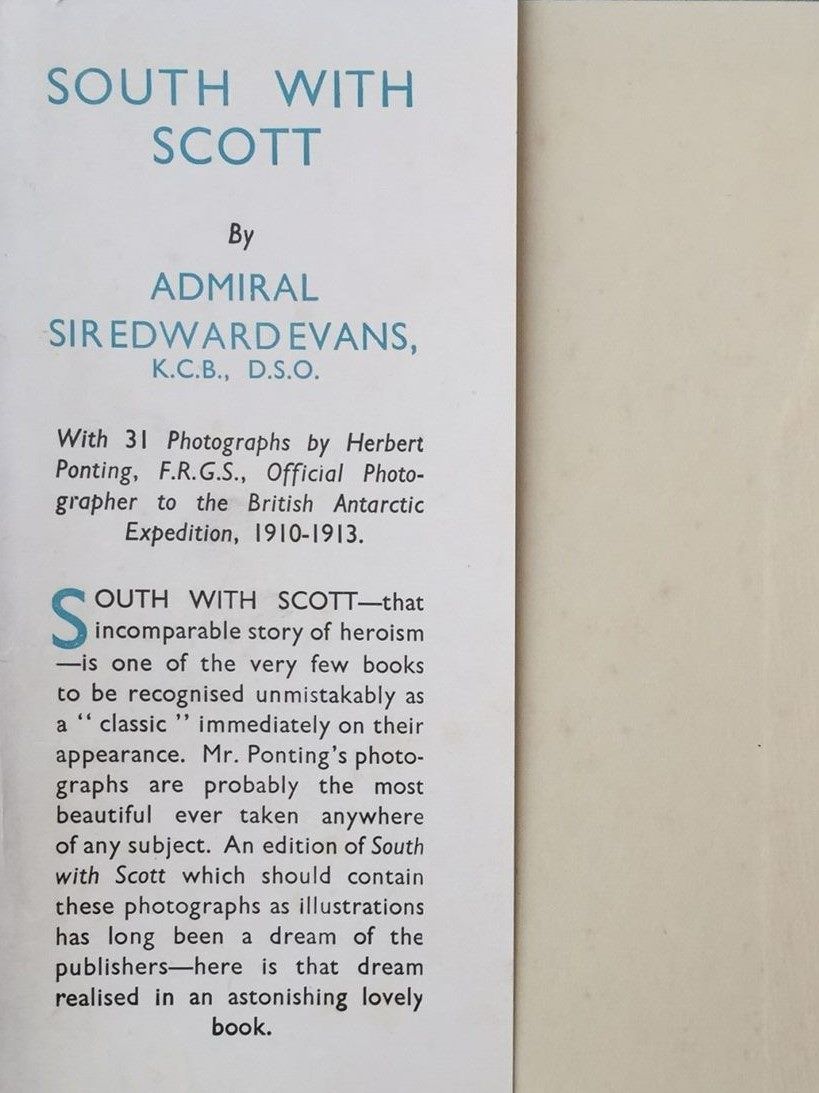 SOUTH WITH
SCOTT
By
ADMIRAL
SIR EDWARD EVANS,
K.C.B., D.S.O.
With 31 Photographs by Herbert
Ponting, F.R.G.S., Official Photo-
grapher to the British Antarctic
Expedition, 1910-1913.
SOUTH WITH SCOTT—that
incomparable story of heroism
—is one of the very few books
to be recognised unmistakably as
a “ classic ” immediately on their
appearance. Mr. Ponting's photo-
graphs are probably the most
beautiful ever taken anywhere
of any subject. An edition of South
with Scott which should contain
these photographs as illustrations
has long been a dream of the
publishers—here is that dream
realised in an astonishing lovely
book.